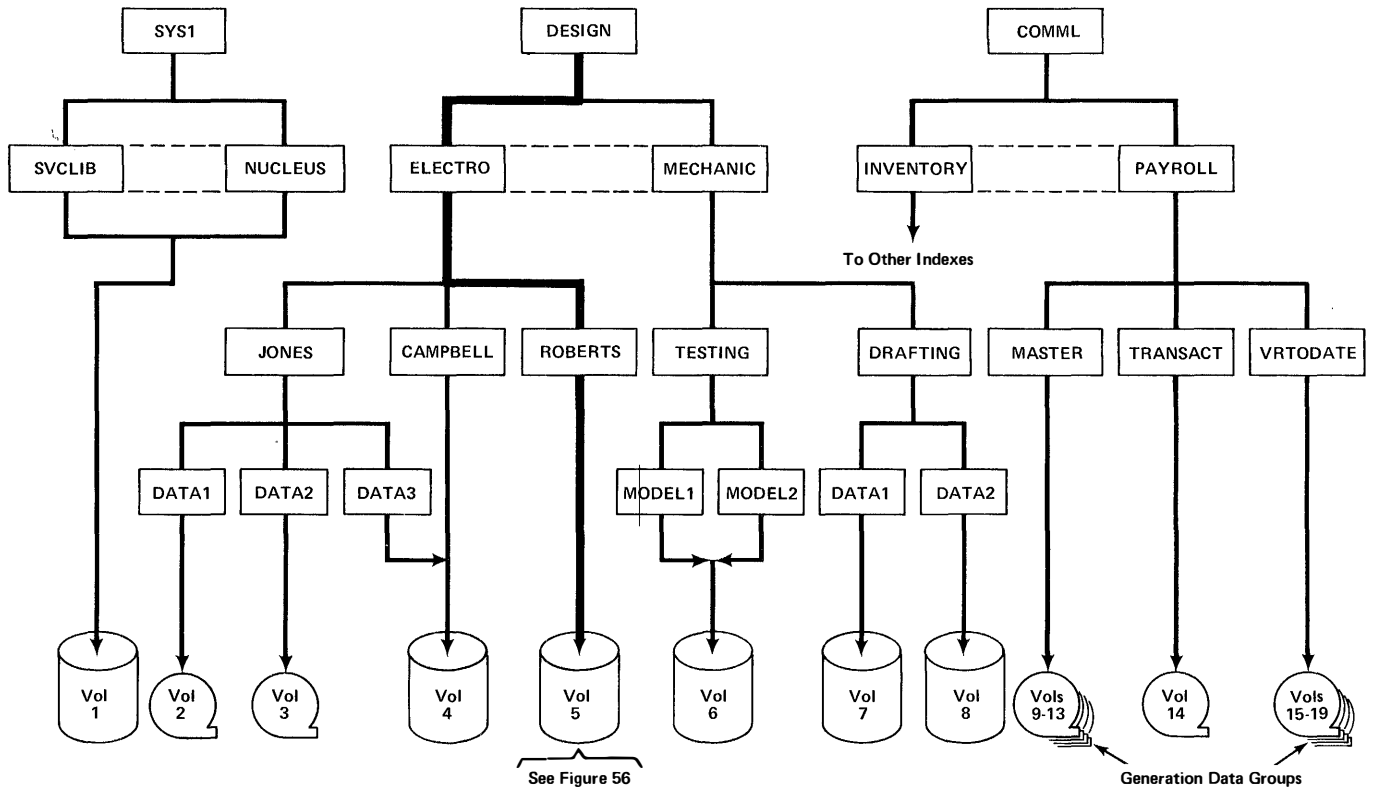 SYS1
DESIGN
COMML
SVCLIB
NUCLEUS
ELECTRO
MECHANIC
INVENTORY
PAYROLL
To Other Indexes
JONES
CAMPBELL
ROBERTS
TESTING
DRAFTING
MASTER
TRANSACT
VRTODATE
DATA1
DATA2
DATA3
MODEL1
MODEL2
DATA1
DATA2
Vol
1
Vol
2
Vol
3
Vol
4
Vol
5
Vol
6
Vol
7
Vol
8
Vols
9-13
Vol
14
Vols
15-19
See Figure 56
Generation Data Groups